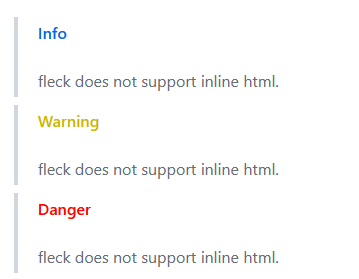 Info
fleck does not support inline html.
Warning
fleck does not support inline html.
Danger
fleck does not support inline html.